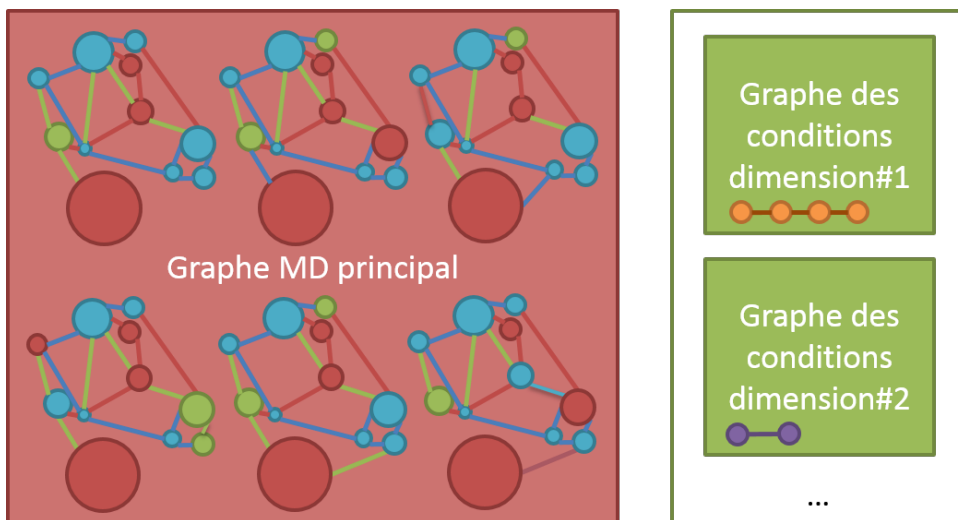 Graphe MD principal
Graphe des
conditions
dimension#1
Graphe des
conditions
dimension#2
...